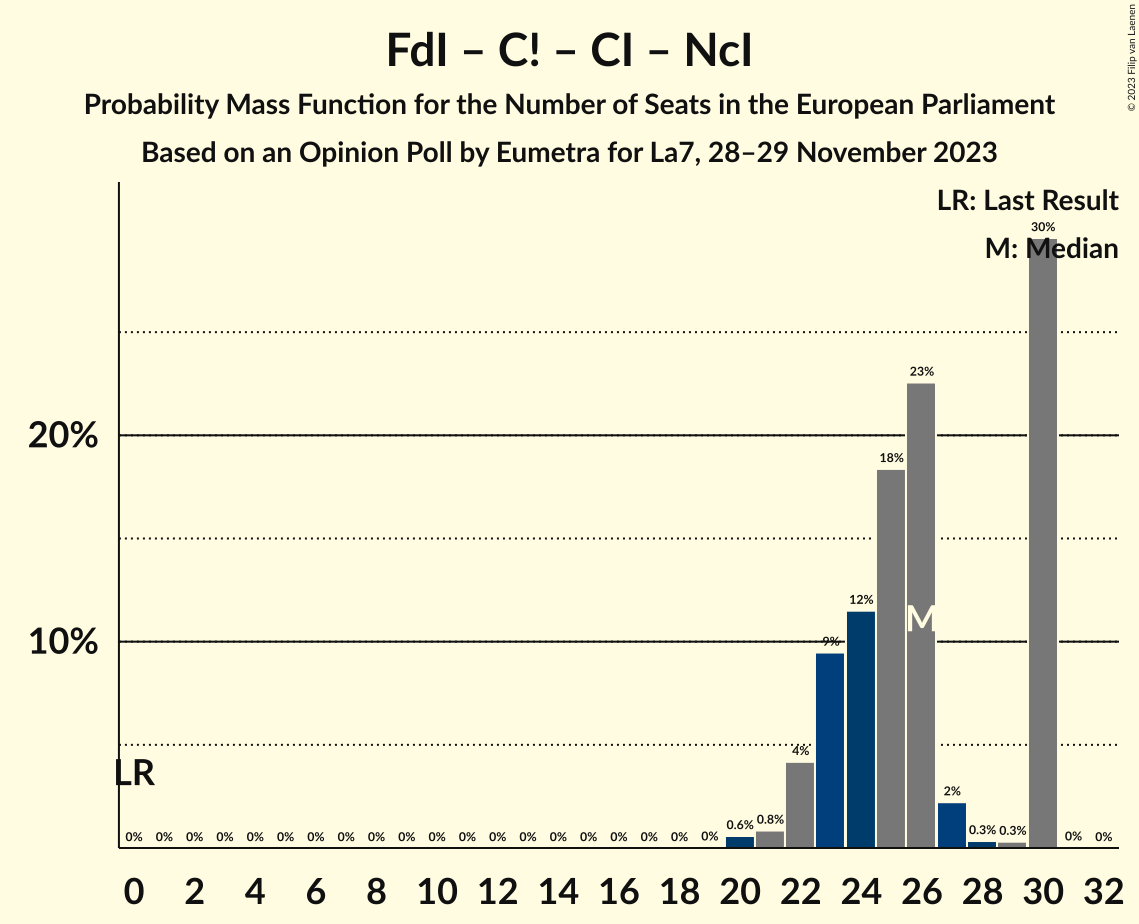 FdI – C! – CI – NcI
Probability Mass Function for the Number of Seats in the European Parliament
Based on an Opinion Poll by Eumetra for La7, 28–29 November 2023
© 2023 Filip van Laenen
LR: Last Result
M: Median
30%
23%
20%
18%
12%
M
10%
9%
4%
LR
2%
0% 0% 0% 0% 0% 0% 0% 0% 0% 0% 0% 0% 0% 0% 0% 0% 0% 0% 0% 0% 0.6% 0.8% 0.3% 0.3% 0% 0%
0 2 4 6 8 10 12 14 16 18 20 22 24 26 28 30 32